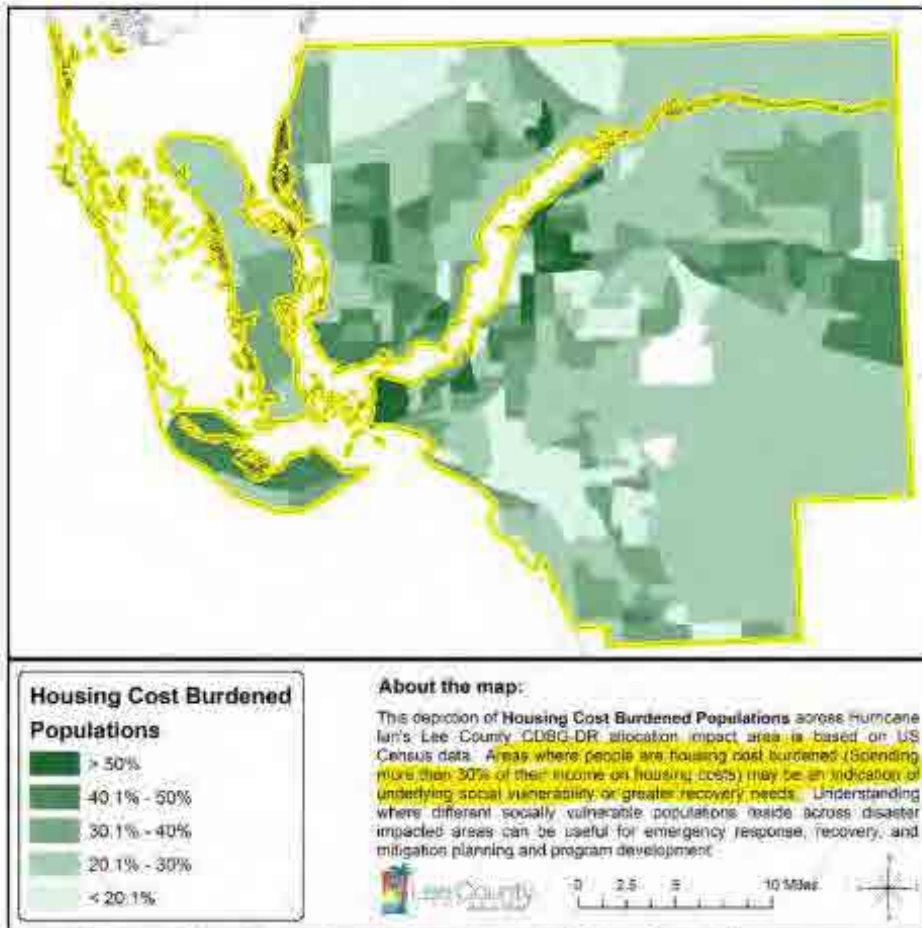 Housing Cost Burdened
Populations
> 50%
40.1% - 50%
30.1% - 40%
20.1% - 30%
< 20.1%
About the map:
This depiction of Housing Cost Burdened Populations across Hurricane
Ian's Lee County CDBG-DR allocation impact area is based on US
Census data. Areas where people are housing cost burdened (Spending
more than 30% of their income on housing costs) may be an indication of
underlying social vulnerability or greater recovery needs. Understanding
where different socially vulnerable populations reside across disaster
impacted areas can be useful for emergency response, recovery, and
mitigation planning and program development
Lee County
0 2.5 5 10 Miles